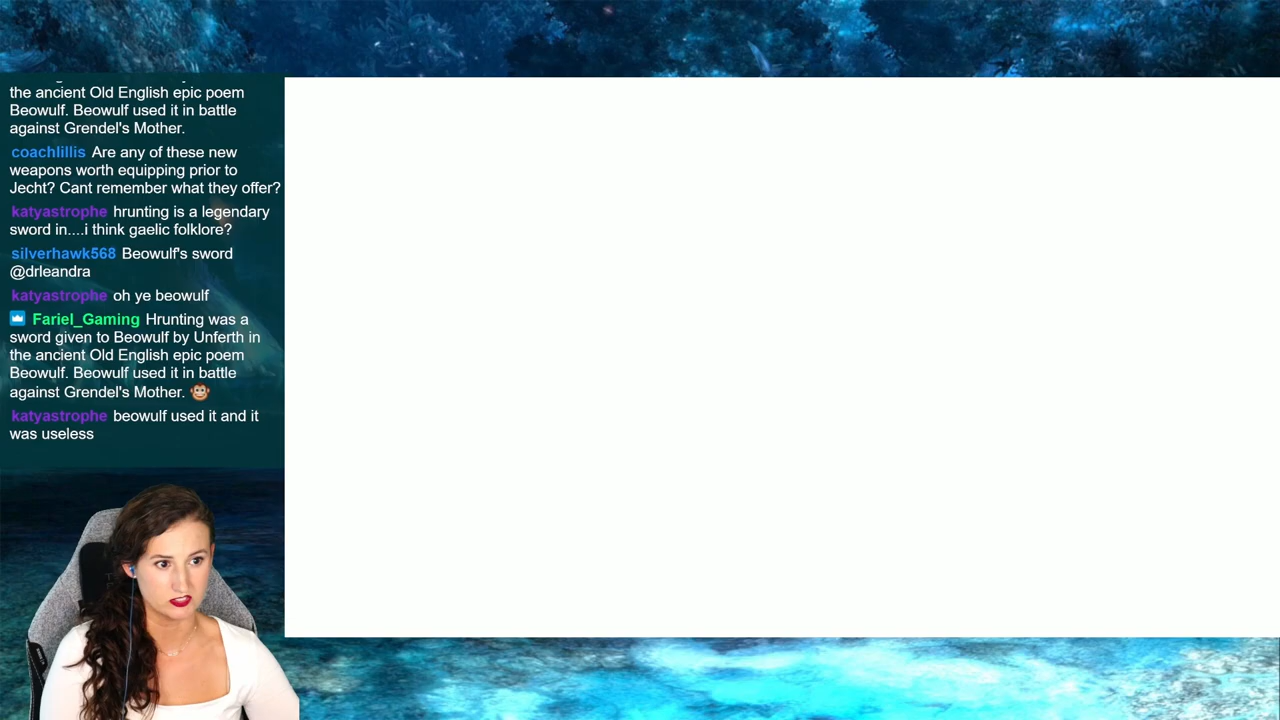 the ancient Old English epic poem
Beowulf. Beowulf used it in battle
against Grendel's Mother.
coachlillis Are any of these new
weapons worth equipping prior to
Jecht? Cant remember what they offer?
katyastrophe hrunting is a legendary
sword in....i think gaelic folklore?
silverhawk568 Beowulf's sword
@drleandra
katyastrophe oh ye beowulf
Fariel_Gaming Hrunting was a
sword given to Beowulf by Unferth in
the ancient Old English epic poem
Beowulf. Beowulf used it in battle
against Grendel's Mother. 🐵
katyastrophe beowulf used it and it
was useless